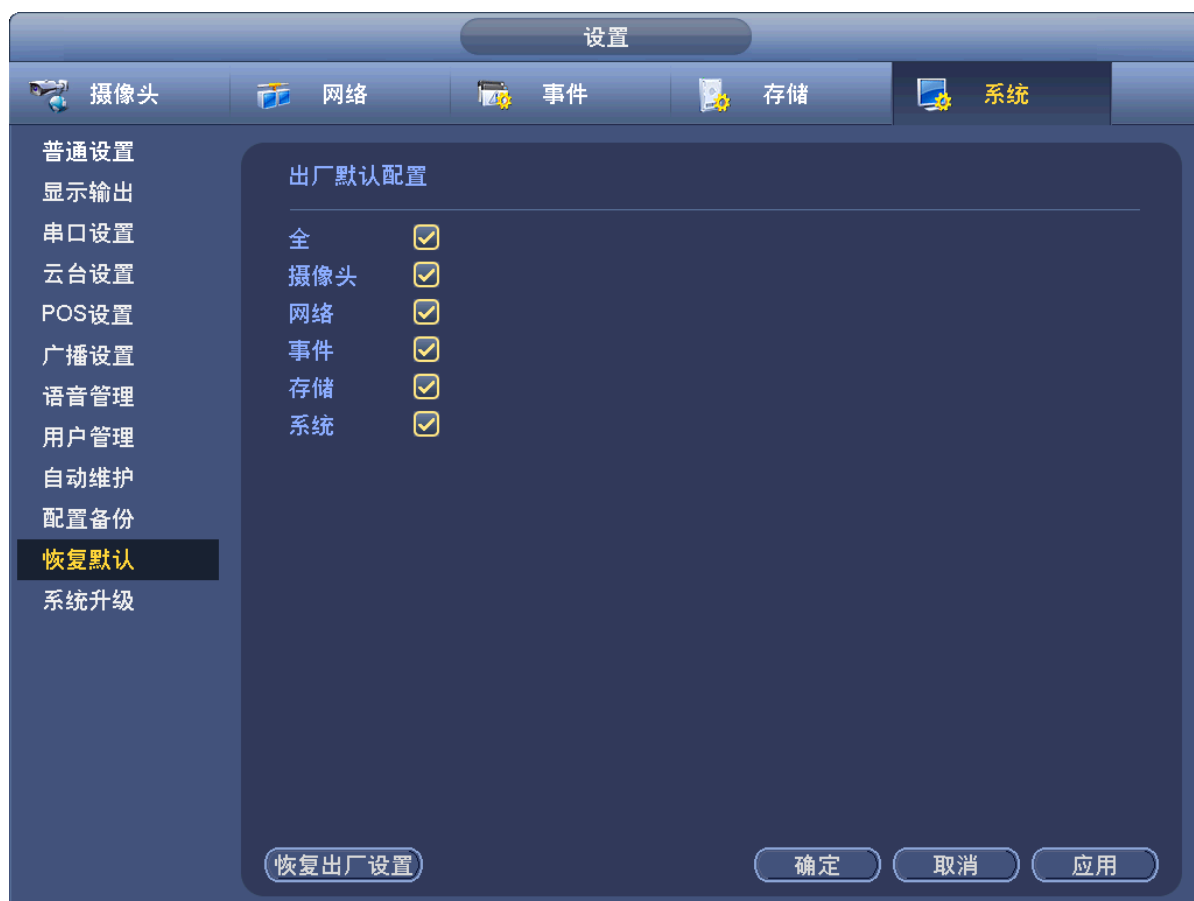 设置
摄像头 网络 事件 存储 系统
普通设置
显示输出
串口设置
云台设置
POS设置
广播设置
语音管理
用户管理
自动维护
配置备份
恢复默认
系统升级
出厂默认配置
全
摄像头
网络
事件
存储
系统
恢复出厂设置 确定 取消 应用